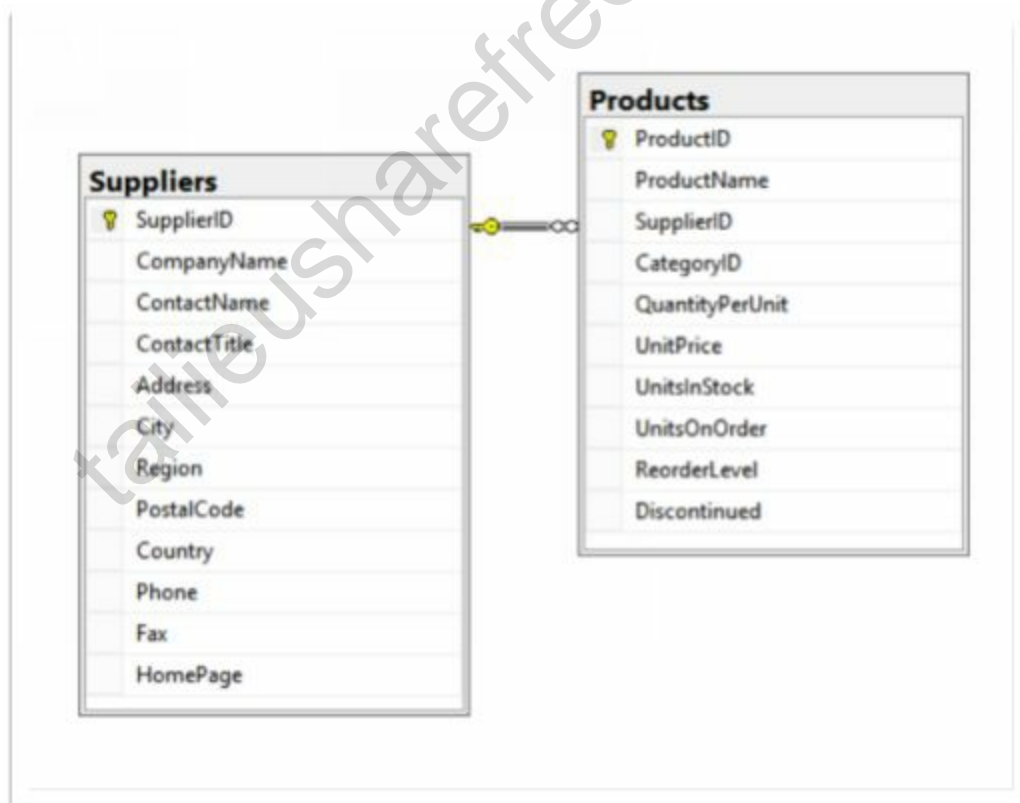 Suppliers
SupplierID
CompanyName
ContactName
ContactTitle
Address
City
Region
PostalCode
Country
Phone
Fax
HomePage
Products
ProductID
ProductName
SupplierID
CategoryID
QuantityPerUnit
UnitPrice
UnitsInStock
UnitsOnOrder
ReorderLevel
Discontinued
tailieusharefree